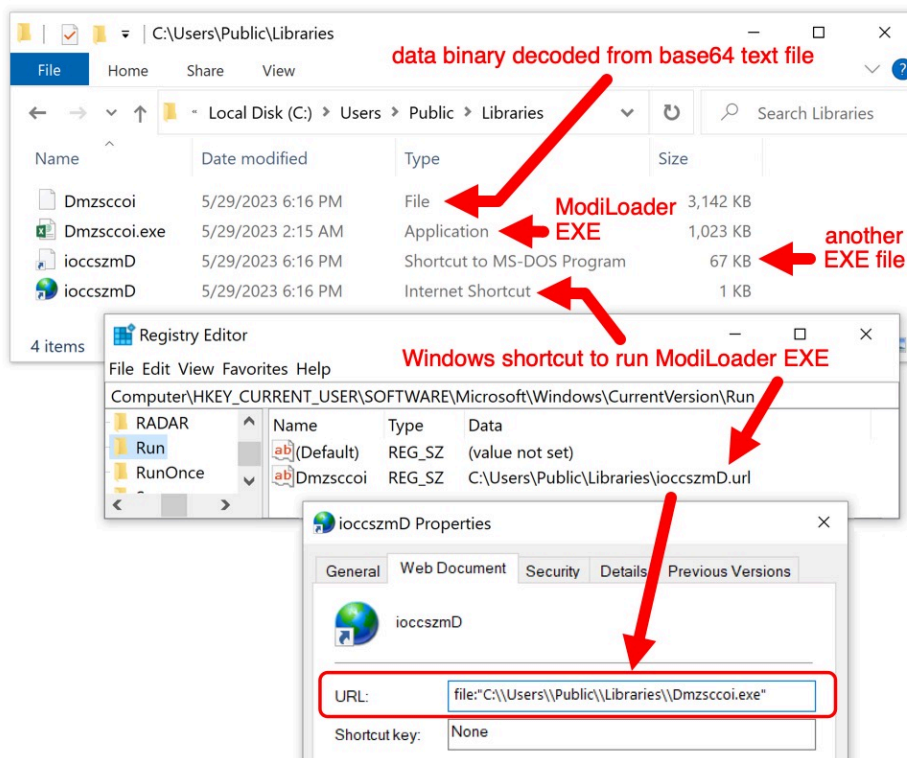 C:\Users\Public\Libraries
data binary decoded from base64 text file
File Home Share View
Local Disk (C:) > Users > Public > Libraries Search Libraries
Name Date modified Type Size
Dmzsccoi 5/29/2023 6:16 PM File 3,142 KB
ModiLoader EXE
Dmzsccoi.exe 5/29/2023 2:15 AM Application 1,023 KB
another EXE file
ioccszmD 5/29/2023 6:16 PM Shortcut to MS-DOS Program 67 KB
ioccszmD 5/29/2023 6:16 PM Internet Shortcut 1 KB
4 items
Registry Editor
Windows shortcut to run ModiLoader EXE
File Edit View Favorites Help
Computer\HKEY_CURRENT_USER\SOFTWARE\Microsoft\Windows\CurrentVersion\Run
RADAR
Run
RunOnce
Name Type Data
ab (Default) REG_SZ (value not set)
ab Dmzsccoi REG_SZ C:\Users\Public\Libraries\ioccszmD.url
ioccszmD Properties
General Web Document Security Details Previous Versions
ioccszmD
URL: file:"C:\\Users\\Public\\Libraries\\Dmzsccoi.exe"
Shortcut key: None